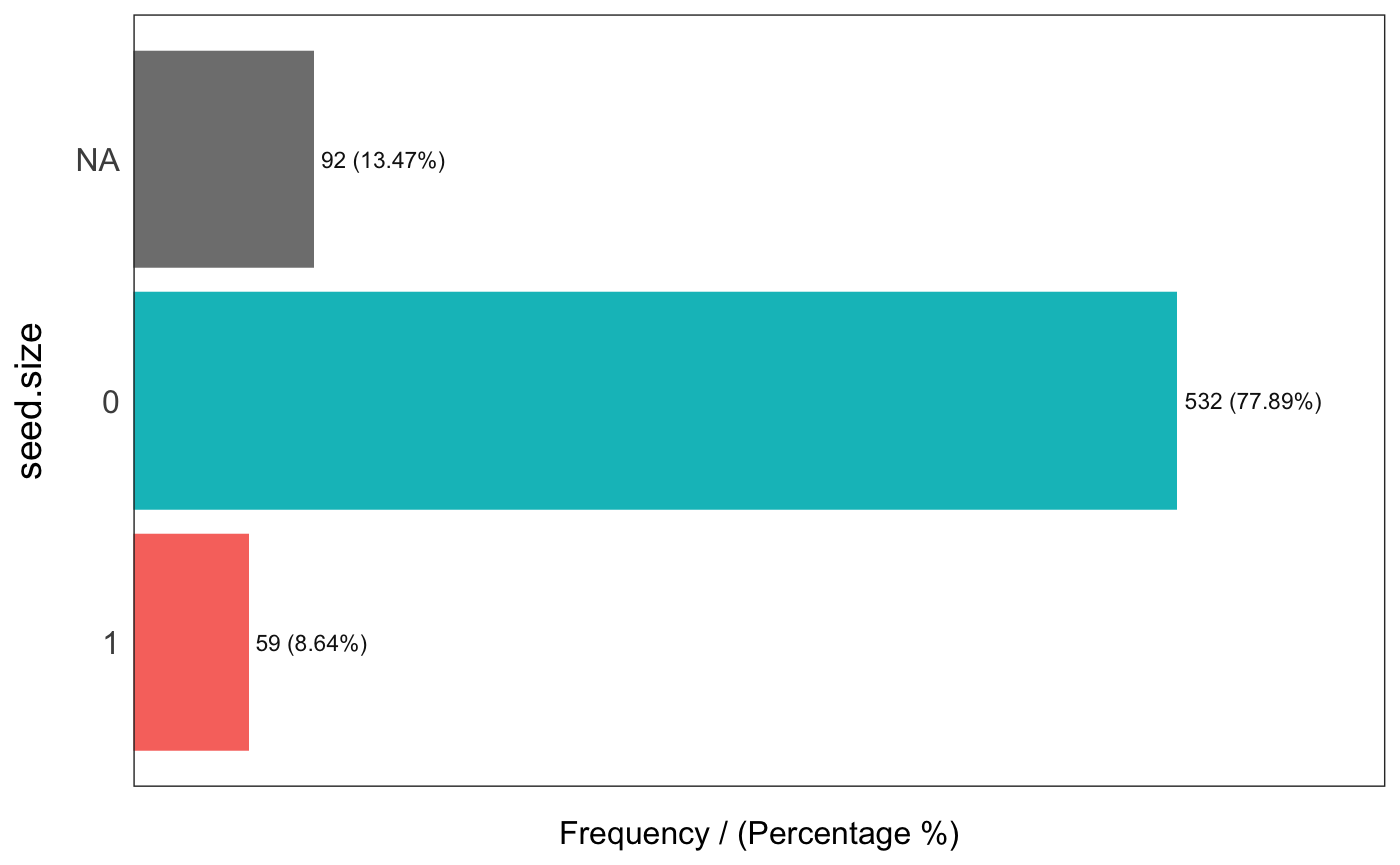 NA
92 (13.47%)
seed.size
0
532 (77.89%)
1
59 (8.64%)
Frequency / (Percentage %)